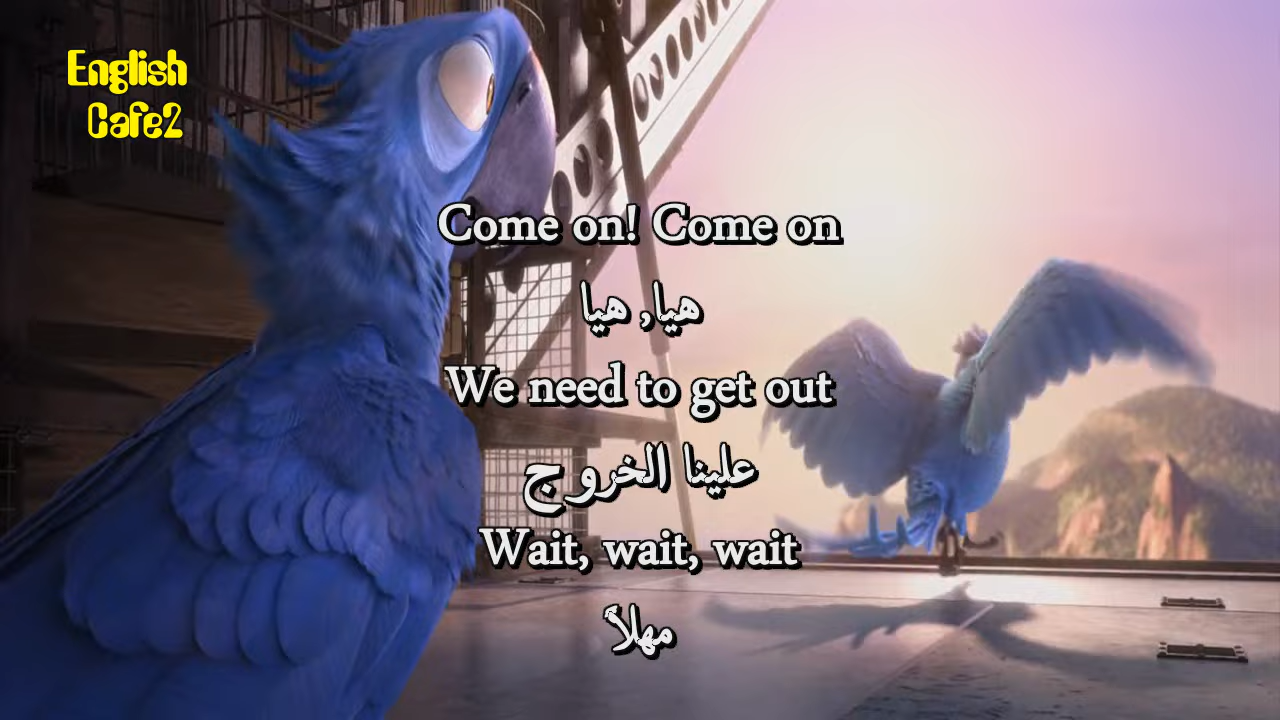 English
Cafe2
Come on! Come on
هيا, هيا
We need to get out
علينا الخروج
Wait, wait, wait
مهلاً